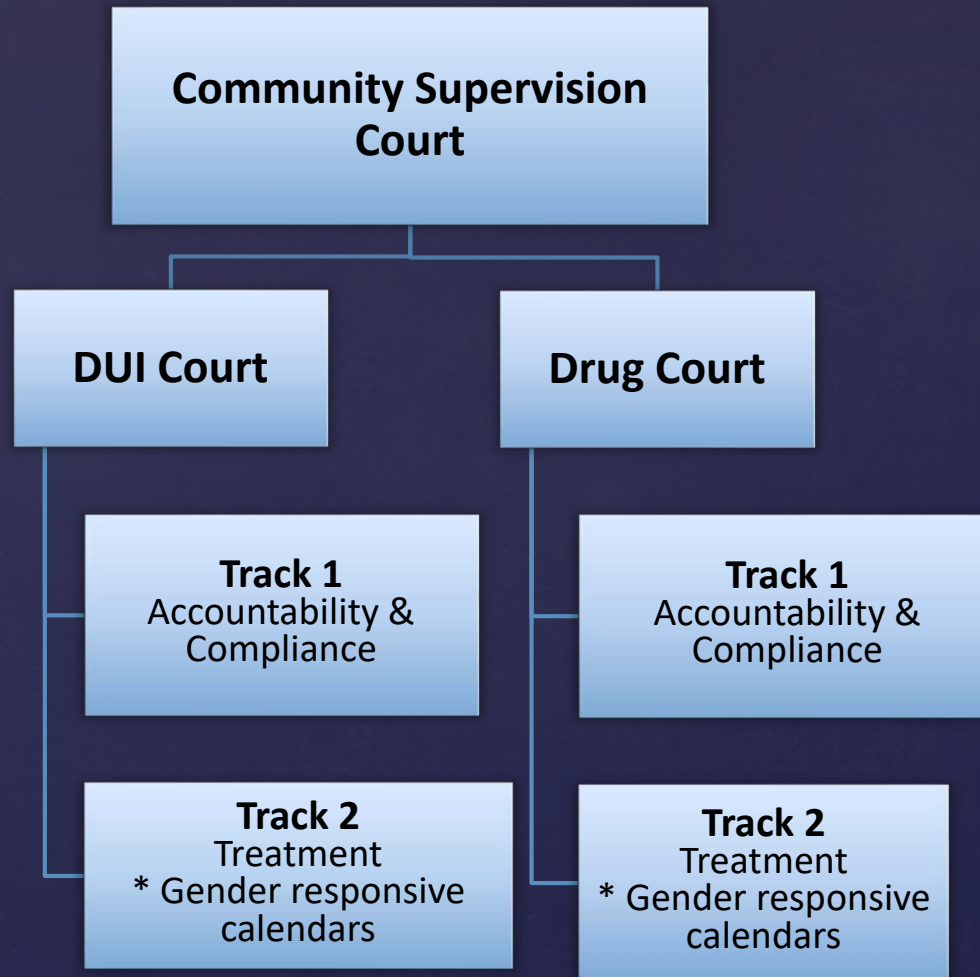 Community Supervision
Court
DUI Court
Drug Court
Track 1
Accountability &
Compliance
Track 1
Accountability &
Compliance
Track 2
Treatment
* Gender responsive
calendars
Track 2
Treatment
* Gender responsive
calendars